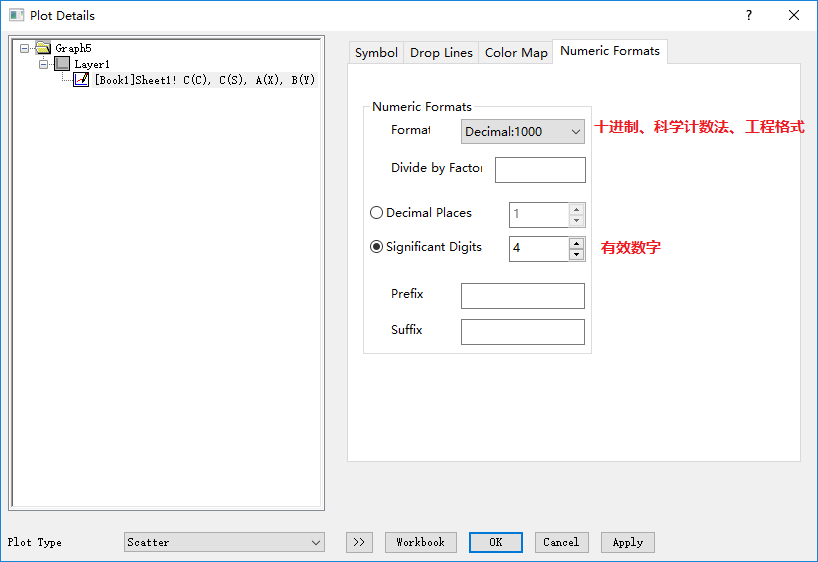 Plot Details
?
Graph5
Layer1
[Book1]Sheet1! C(C), C(S), A(X), B(Y)
Symbol Drop Lines Color Map Numeric Formats
Numeric Formats
Format Decimal:1000 十进制、科学计数法、工程格式
Divide by Factor
Decimal Places 1
Significant Digits 4 有效数字
Prefix
Suffix
Plot Type Scatter >> Workbook OK Cancel Apply